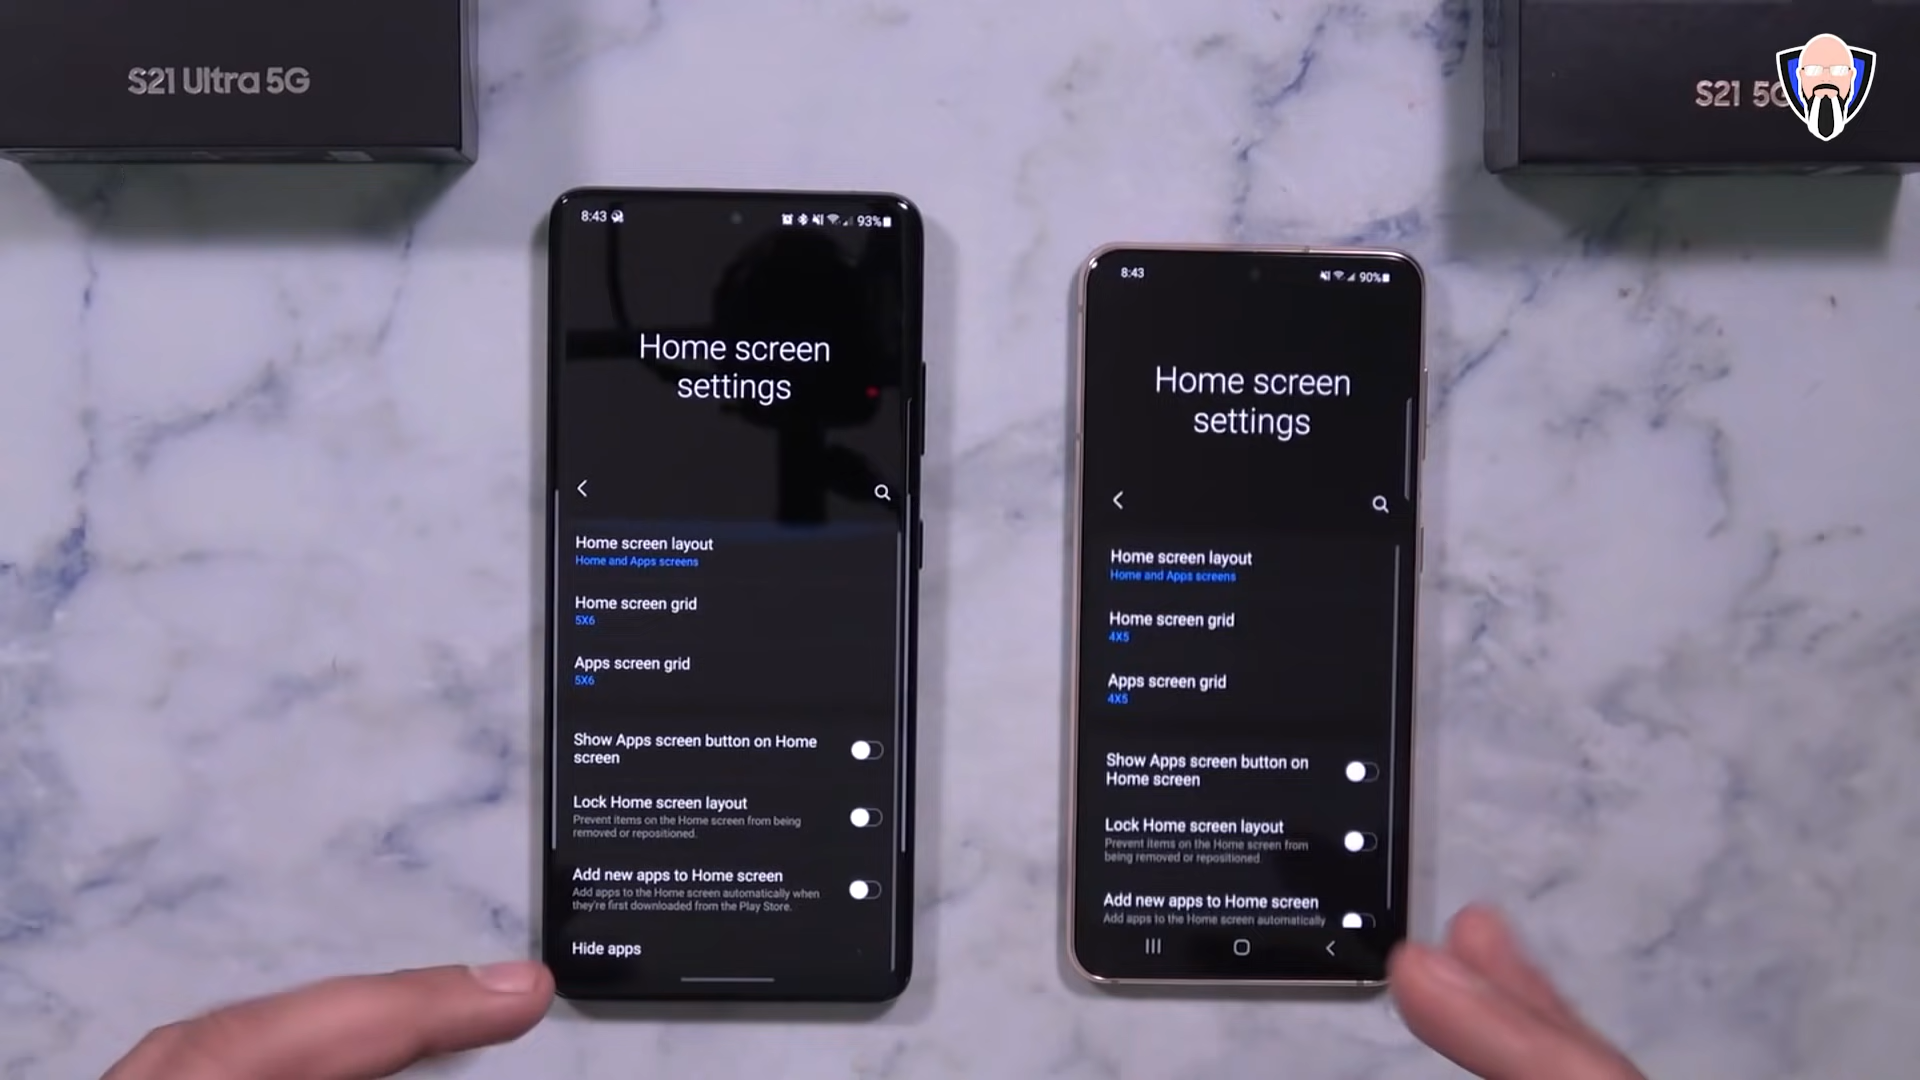 S21 Ultra 5G
S21 5G
8:43
93%
Home screen
settings
Home screen layout
Home and Apps screens
Home screen grid
5X6
Apps screen grid
5X6
Show Apps screen button on Home
screen
Lock Home screen layout
Prevent items on the Home screen from being
removed or repositioned.
Add new apps to Home screen
Add apps to the Home screen automatically when
they're first downloaded from the Play Store.
Hide apps
8:43
90%
Home screen
settings
Home screen layout
Home and Apps screens
Home screen grid
4X5
Apps screen grid
4X5
Show Apps screen button on
Home screen
Lock Home screen layout
Prevent items on the Home screen from
being removed or repositioned.
Add new apps to Home screen
Add apps to the Home screen automatically